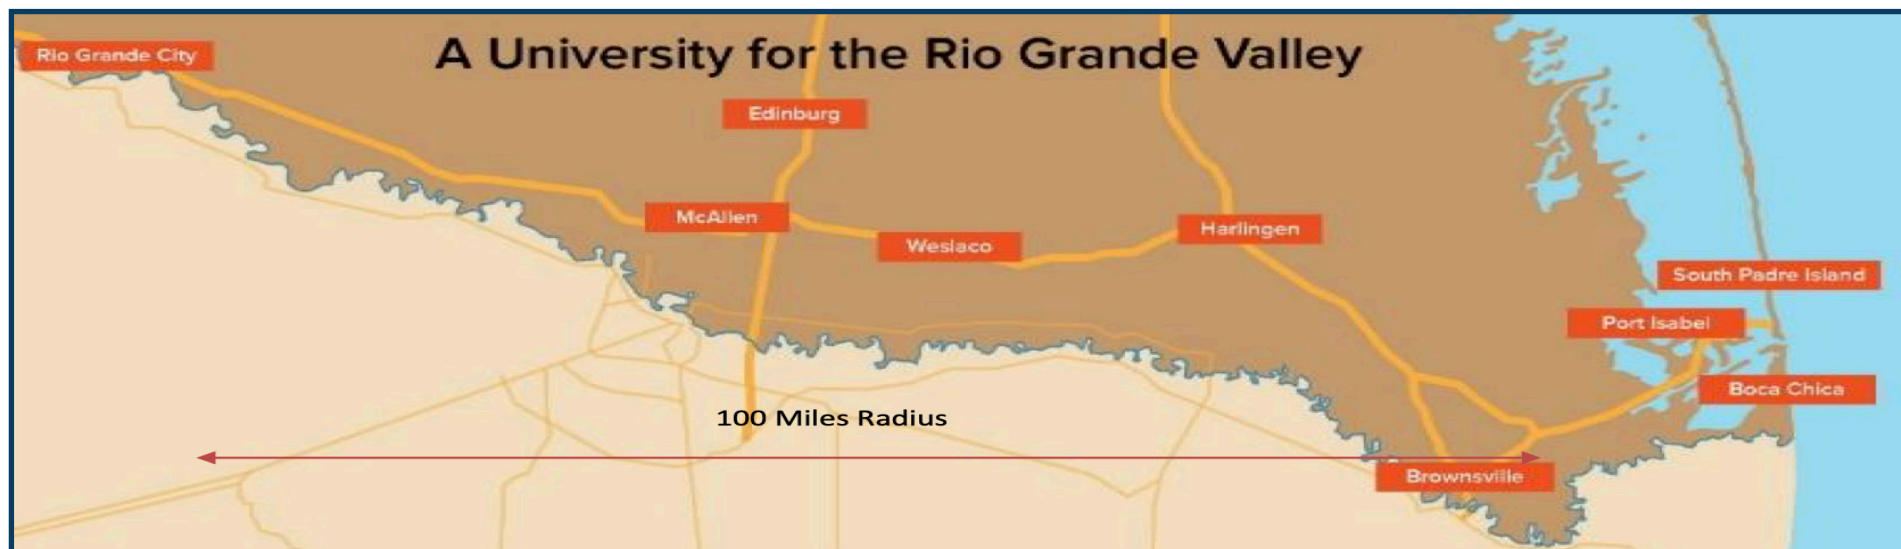 A University for the Rio Grande Valley
Rio Grande City
Edinburg
McAllen
Weslaco
Harlingen
South Padre Island
Port Isabel
Boca Chica
100 Miles Radius
Brownsville